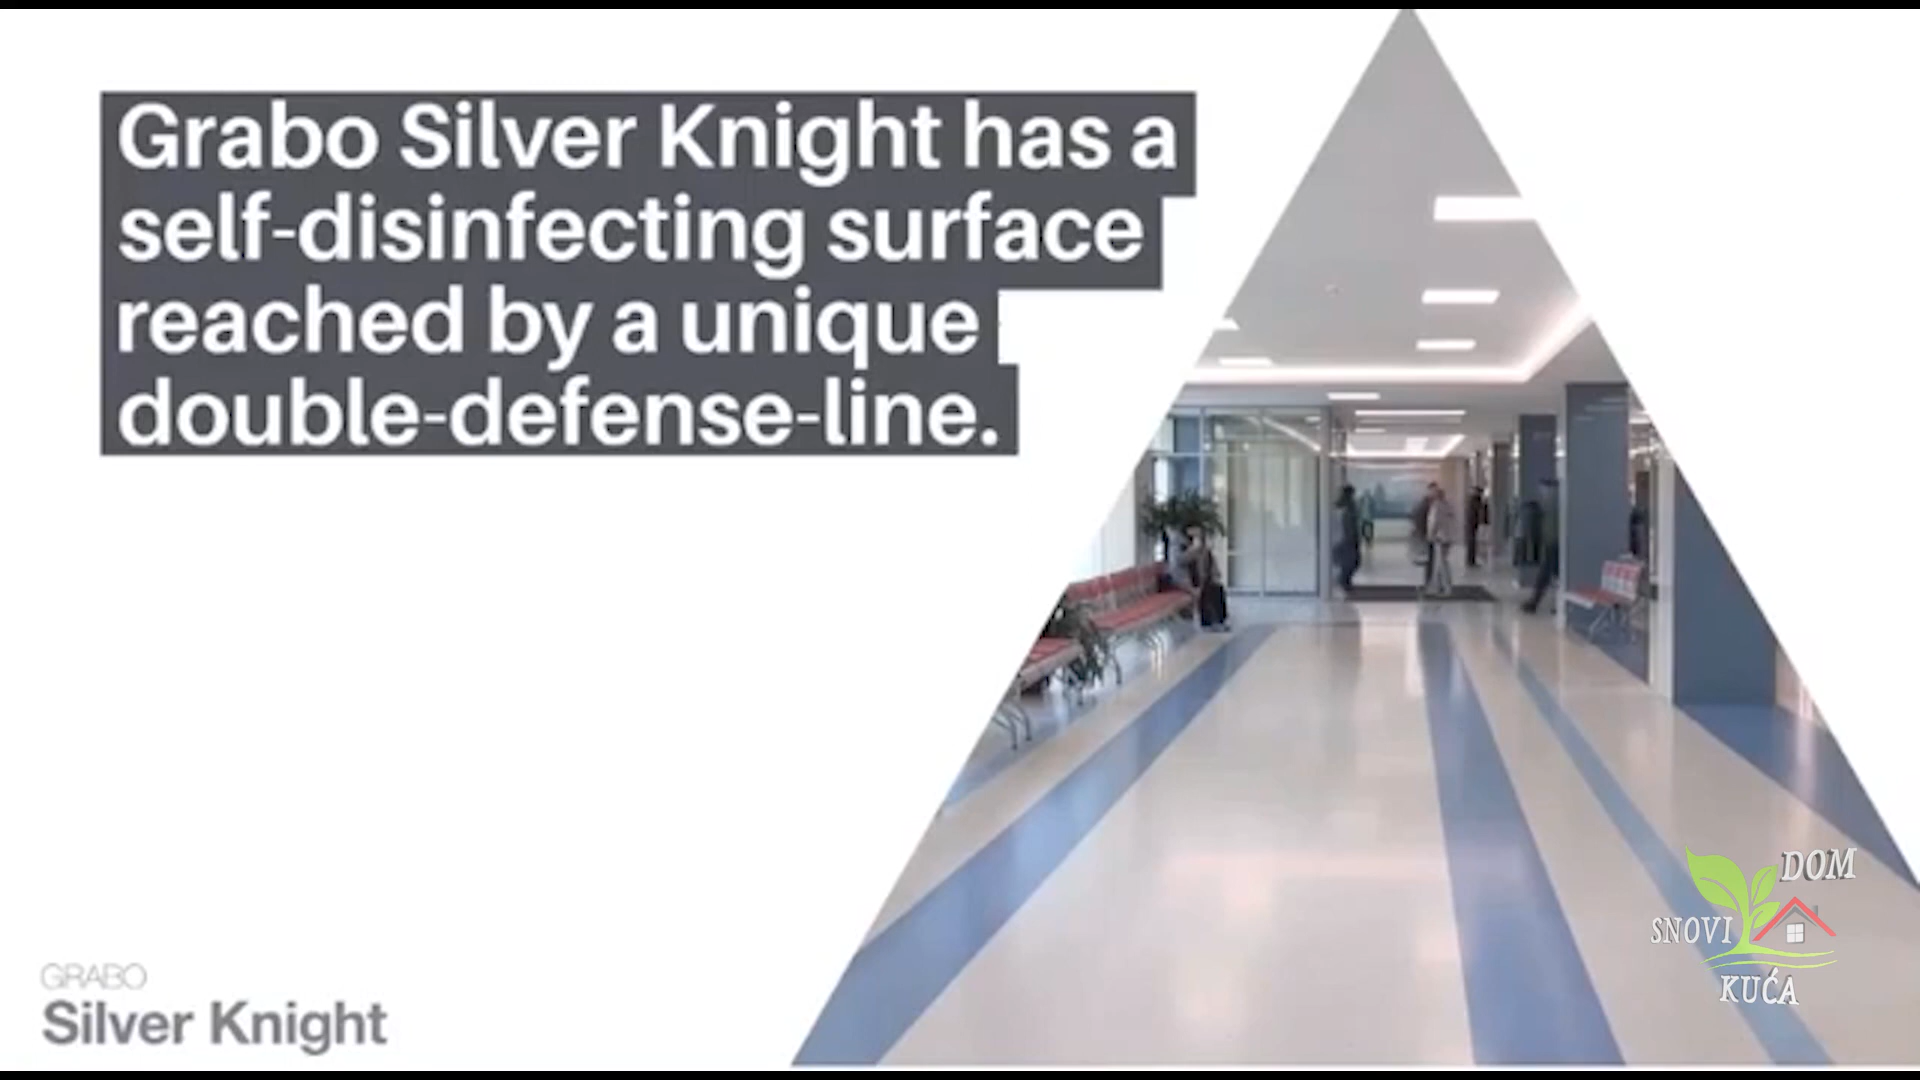 Grabo Silver Knight has a
self-disinfecting surface
reached by a unique
double-defense-line.
GRABO
Silver Knight
DOM
SNOVI
KUĆA